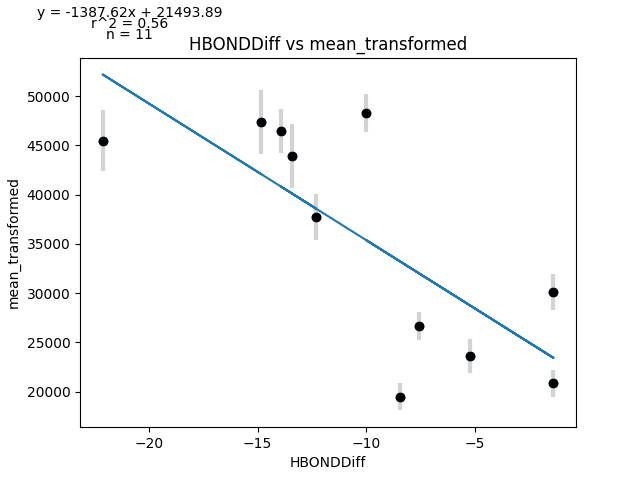 y = -1387.62x + 21493.89
r^2 = 0.56
n = 11
HBONDDiff vs mean_transformed
mean_transformed
50000
45000
40000
35000
30000
25000
20000
−20
−15
−10
−5
HBONDDiff